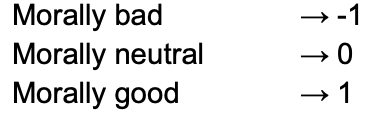 Morally bad → -1
Morally neutral → 0
Morally good → 1